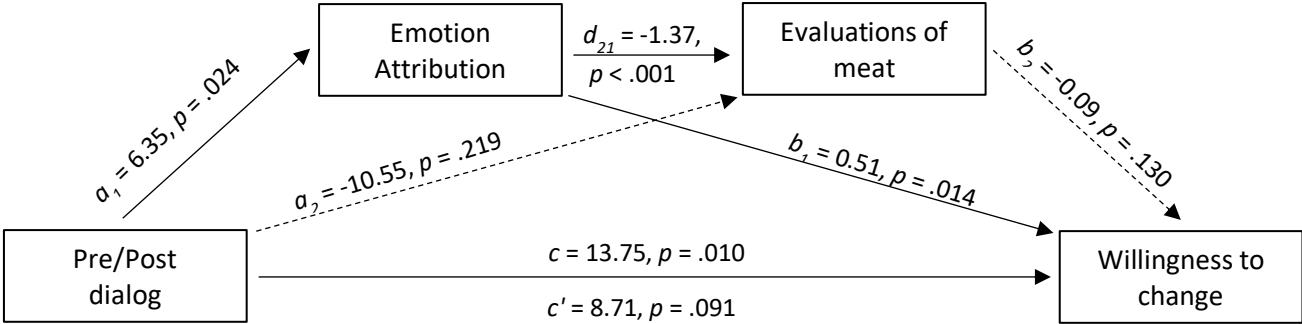 Emotion
Attribution
d21 = -1.37,
p < .001
Evaluations of
meat
a1 = 6.35, p = .024
a2 = -10.55, p = .219
b1 = 0.51, p = .014
b2 = -0.09, p = .130
Pre/Post
dialog
c = 13.75, p = .010
c' = 8.71, p = .091
Willingness to
change